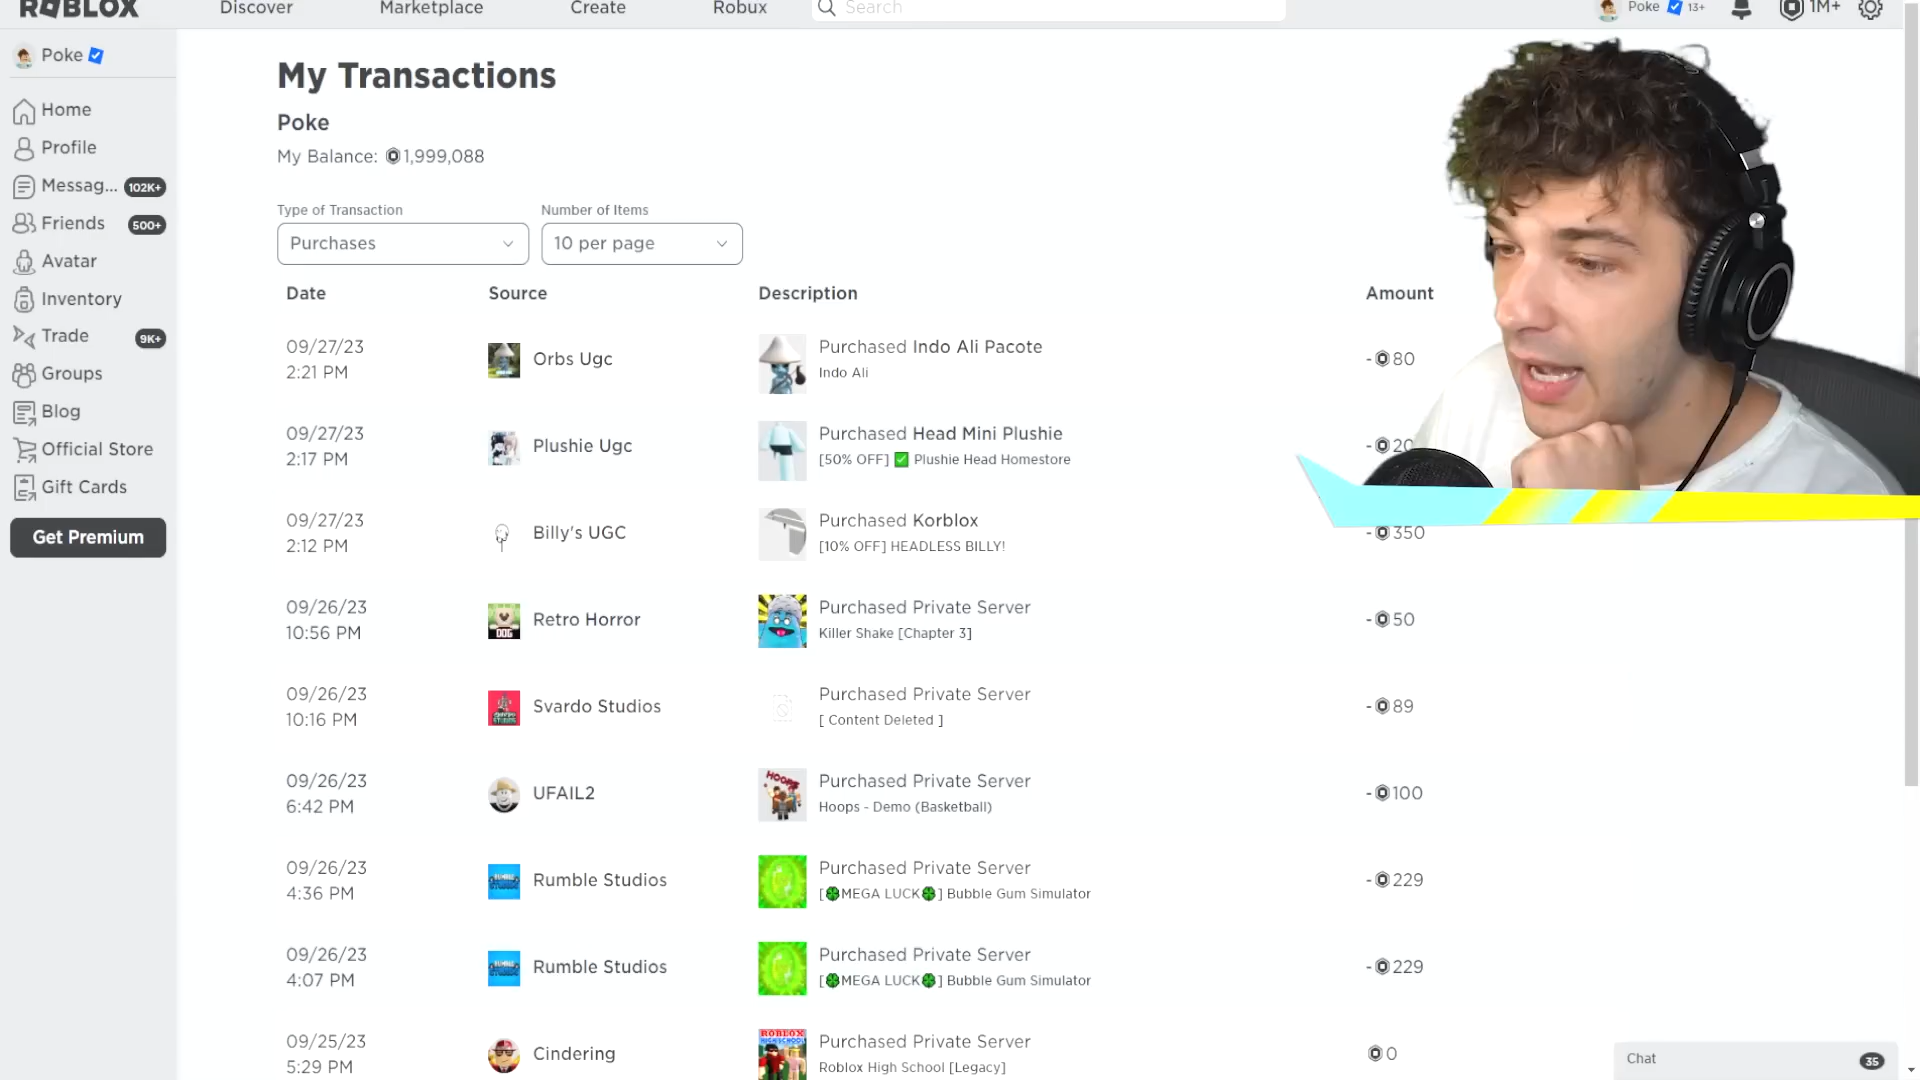 ROBLOX
Discover
Marketplace
Create
Robux
Search
Poke 13+
1M+
Poke
Home
Profile
Messag... 102K+
Friends 500+
Avatar
Inventory
Trade 9K+
Groups
Blog
Official Store
Gift Cards
Get Premium
My Transactions
Poke
My Balance: 1,999,088
Type of Transaction
Number of Items
Purchases
10 per page
Date
Source
Description
Amount
09/27/23
2:21 PM
Orbs Ugc
Purchased Indo Ali Pacote
Indo Ali
-80
09/27/23
2:17 PM
Plushie Ugc
Purchased Head Mini Plushie
[50% OFF] ✅ Plushie Head Homestore
-20
09/27/23
2:12 PM
Billy's UGC
Purchased Korblox
[10% OFF] HEADLESS BILLY!
-350
09/26/23
10:56 PM
DOG
Retro Horror
Purchased Private Server
Killer Shake [Chapter 3]
-50
09/26/23
10:16 PM
Svardo Studios
Purchased Private Server
[ Content Deleted ]
-89
09/26/23
6:42 PM
UFAIL2
HOOPS
Purchased Private Server
Hoops - Demo (Basketball)
-100
09/26/23
4:36 PM
Rumble Studios
Purchased Private Server
[🍀MEGA LUCK🍀] Bubble Gum Simulator
-229
09/26/23
4:07 PM
Rumble Studios
Purchased Private Server
[🍀MEGA LUCK🍀] Bubble Gum Simulator
-229
09/25/23
5:29 PM
Cindering
ROBLOX
HIGHSCHOOL
Purchased Private Server
Roblox High School [Legacy]
0
Chat
35